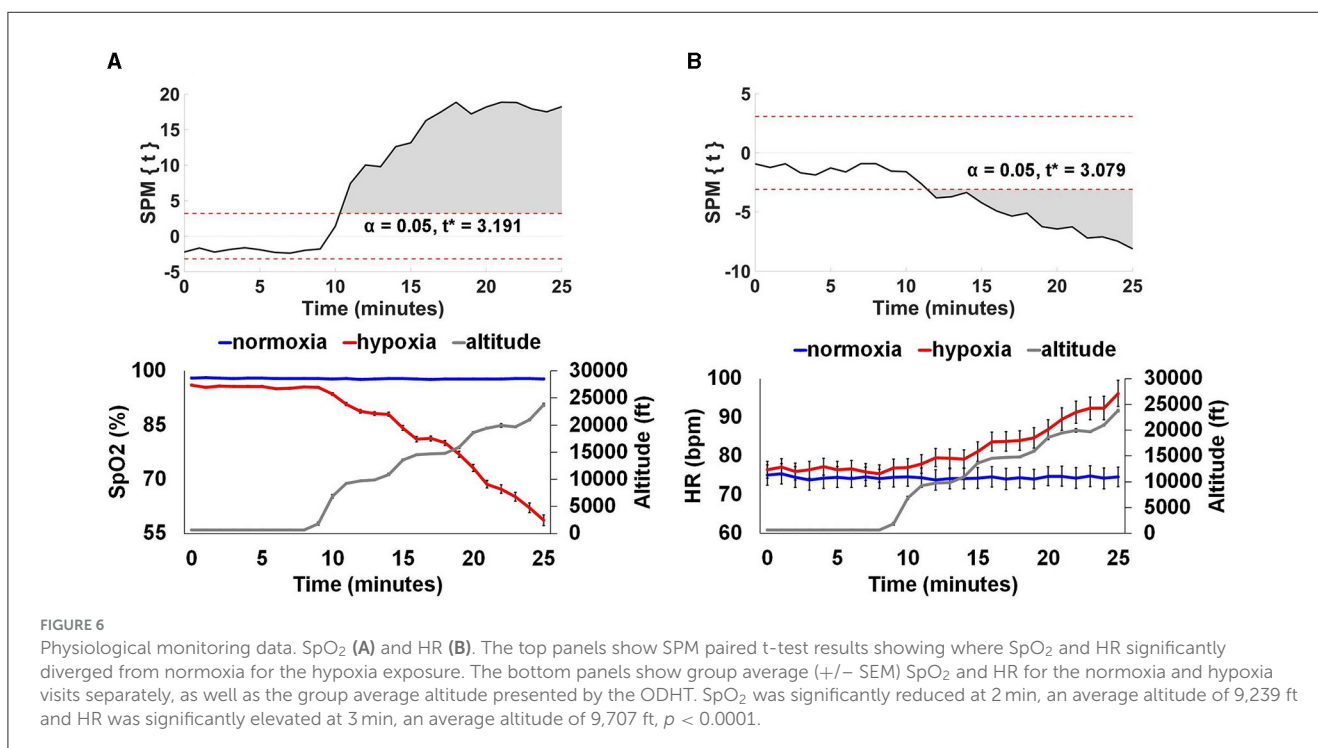 A
B
20
15
10
5
0
-5
SPM { t }
α = 0.05, t* = 3.191
0 5 10 15 20 25
Time (minutes)
5
0
-5
-10
SPM { t }
α = 0.05, t* = 3.079
0 5 10 15 20 25
Time (minutes)
normoxia hypoxia altitude
100
85
70
55
SpO2 (%)
30000
25000
20000
15000
10000
5000
0
Altitude (ft)
0 5 10 15 20 25
Time (minutes)
normoxia hypoxia altitude
100
90
80
70
60
HR (bpm)
30000
25000
20000
15000
10000
5000
0
Altitude (ft)
0 5 10 15 20 25
Time (minutes)
FIGURE 6
Physiological monitoring data. SpO₂ (A) and HR (B). The top panels show SPM paired t-test results showing where SpO₂ and HR significantly
diverged from normoxia for the hypoxia exposure. The bottom panels show group average (+/− SEM) SpO₂ and HR for the normoxia and hypoxia
visits separately, as well as the group average altitude presented by the ODHT. SpO₂ was significantly reduced at 2 min, an average altitude of 9,239 ft
and HR was significantly elevated at 3 min, an average altitude of 9,707 ft, p < 0.0001.